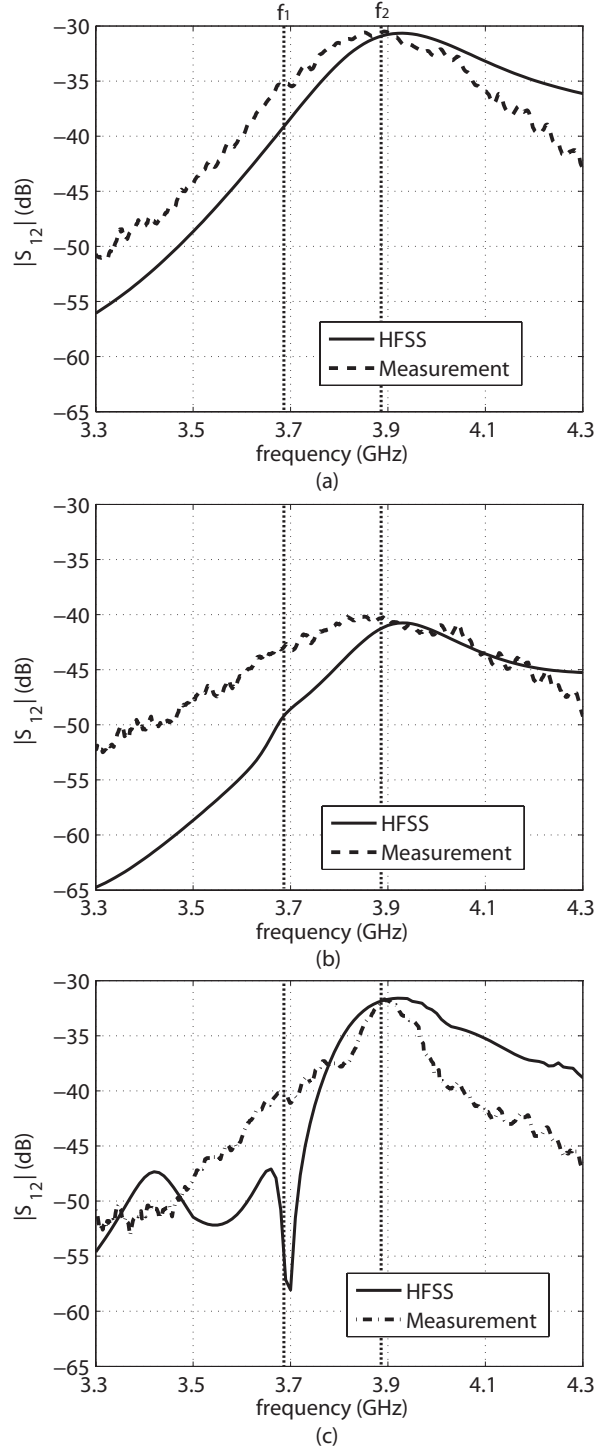 f1 f2
−30
−35
−40
−45
−50
−55
−60
−65
|S_12| (dB)
HFSS
Measurement
3.3 3.5 3.7 3.9 4.1 4.3
frequency (GHz)
(a)
−30
−35
−40
−45
−50
−55
−60
−65
|S_12| (dB)
HFSS
Measurement
3.3 3.5 3.7 3.9 4.1 4.3
frequency (GHz)
(b)
−30
−35
−40
−45
−50
−55
−60
−65
|S_12| (dB)
HFSS
Measurement
3.3 3.5 3.7 3.9 4.1 4.3
frequency (GHz)
(c)